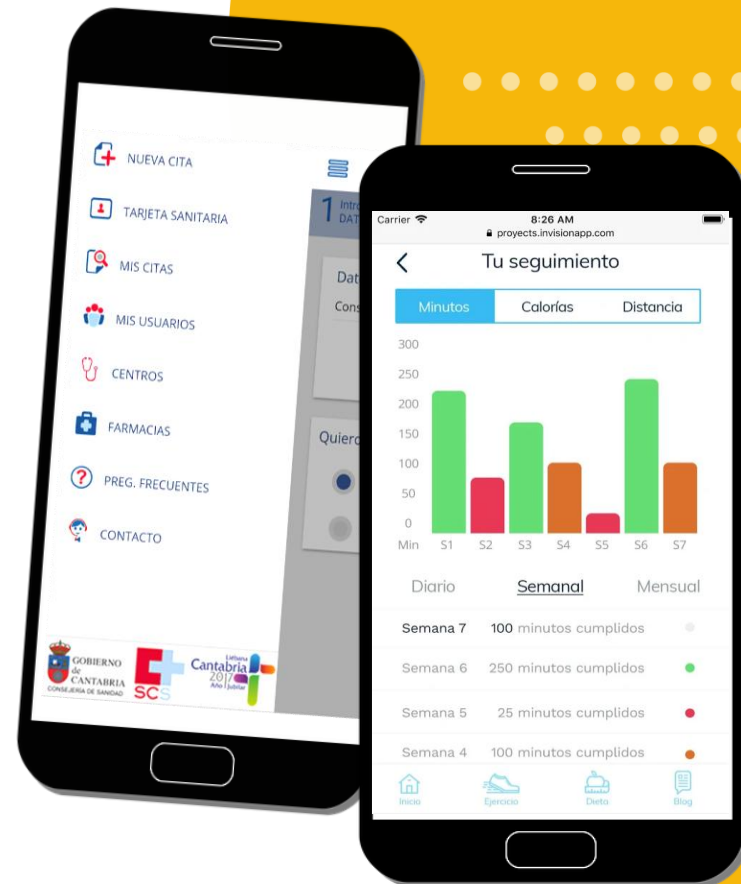 NUEVA CITA
TARJETA SANITARIA
MIS CITAS
MIS USUARIOS
CENTROS
FARMACIAS
PREG. FRECUENTES
CONTACTO
GOBIERNO
de
CANTABRIA
CONSEJERÍA DE SANIDAD
SCS
Liébana
Cantabria
2017
Año Jubilar
1
Quiero
Carrier
8:26 AM
proyects.invisionapp.com
Tu seguimiento
Minutos Calorías Distancia
300
250
200
150
100
50
0
Min S1 S2 S3 S4 S5 S6 S7
Diario Semanal Mensual
Semana 7 100 minutos cumplidos
Semana 6 250 minutos cumplidos
Semana 5 25 minutos cumplidos
Semana 4 100 minutos cumplidos
Inicio Ejercicio Dieta Blog